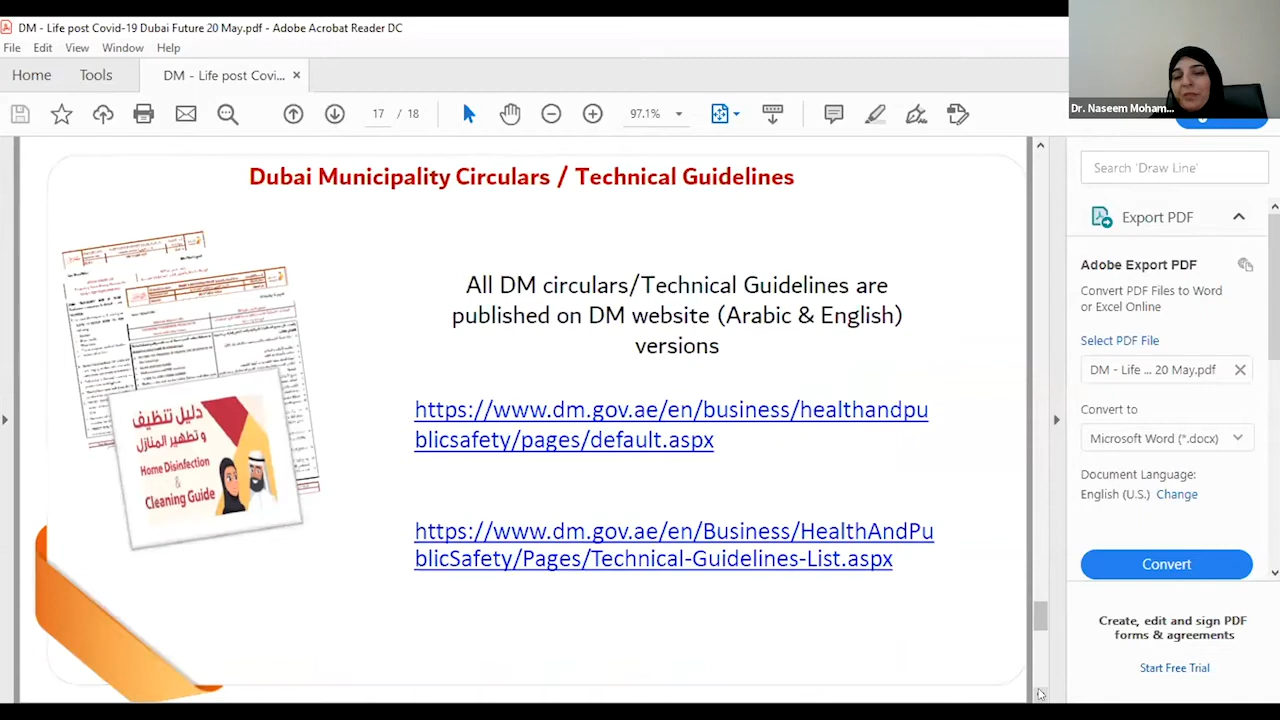 DM - Life post Covid-19 Dubai Future 20 May.pdf - Adobe Acrobat Reader DC
File Edit View Window Help
Home Tools DM - Life post Covi... ×
17 / 18 97.1%
Dr. Naseem Moham...
Dubai Municipality Circulars / Technical Guidelines
All DM circulars/Technical Guidelines are
published on DM website (Arabic & English)
versions
https://www.dm.gov.ae/en/business/healthandpu
blicsafety/pages/default.aspx
https://www.dm.gov.ae/en/Business/HealthAndPu
blicSafety/Pages/Technical-Guidelines-List.aspx
دليل تنظيف
و تطهير المنازل
Home Disinfection
&
Cleaning Guide
Search 'Draw Line'
Export PDF
Adobe Export PDF
Convert PDF Files to Word
or Excel Online
Select PDF File
DM - Life ... 20 May.pdf
Convert to
Microsoft Word (*.docx)
Document Language:
English (U.S.) Change
Convert
Create, edit and sign PDF
forms & agreements
Start Free Trial